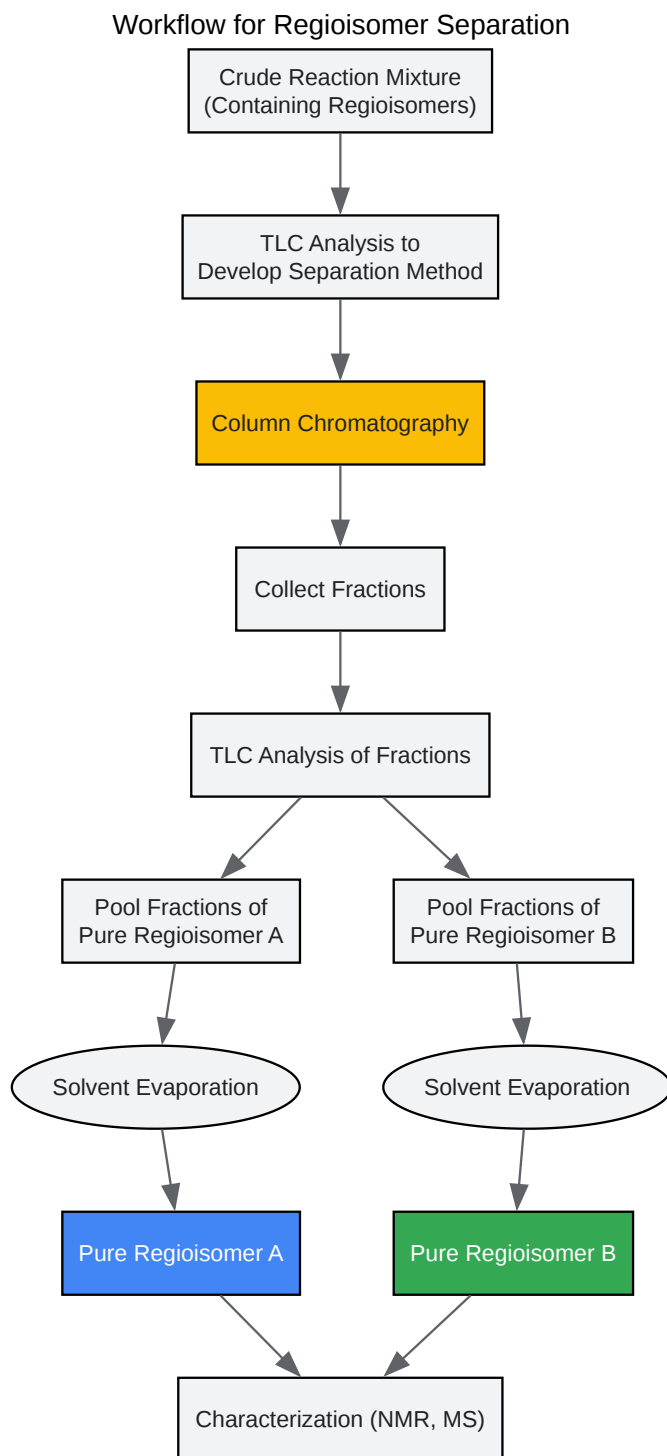 Workflow for Regioisomer Separation
Crude Reaction Mixture
(Containing Regioisomers)
TLC Analysis to
Develop Separation Method
Column Chromatography
Collect Fractions
TLC Analysis of Fractions
Pool Fractions of
Pure Regioisomer A
Pool Fractions of
Pure Regioisomer B
Solvent Evaporation
Solvent Evaporation
Pure Regioisomer A
Pure Regioisomer B
Characterization (NMR, MS)